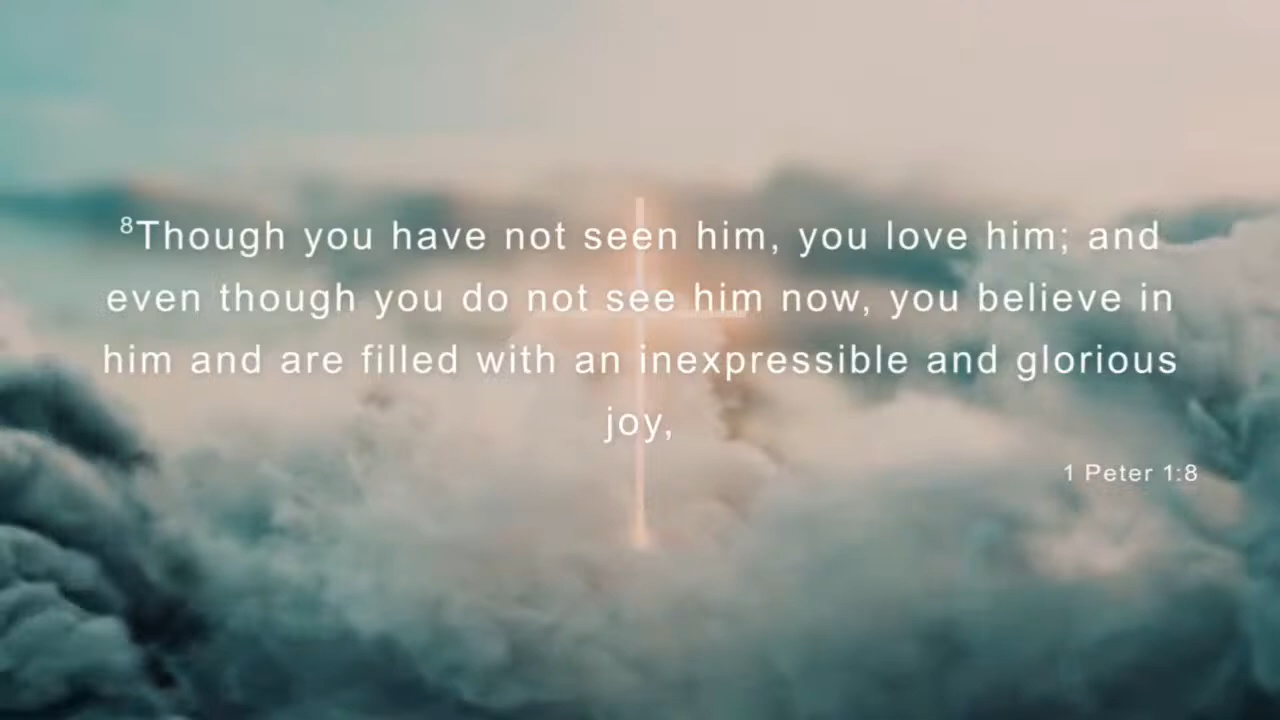 ⁸Though you have not seen him, you love him; and
even though you do not see him now, you believe in
him and are filled with an inexpressible and glorious
joy,
1 Peter 1:8